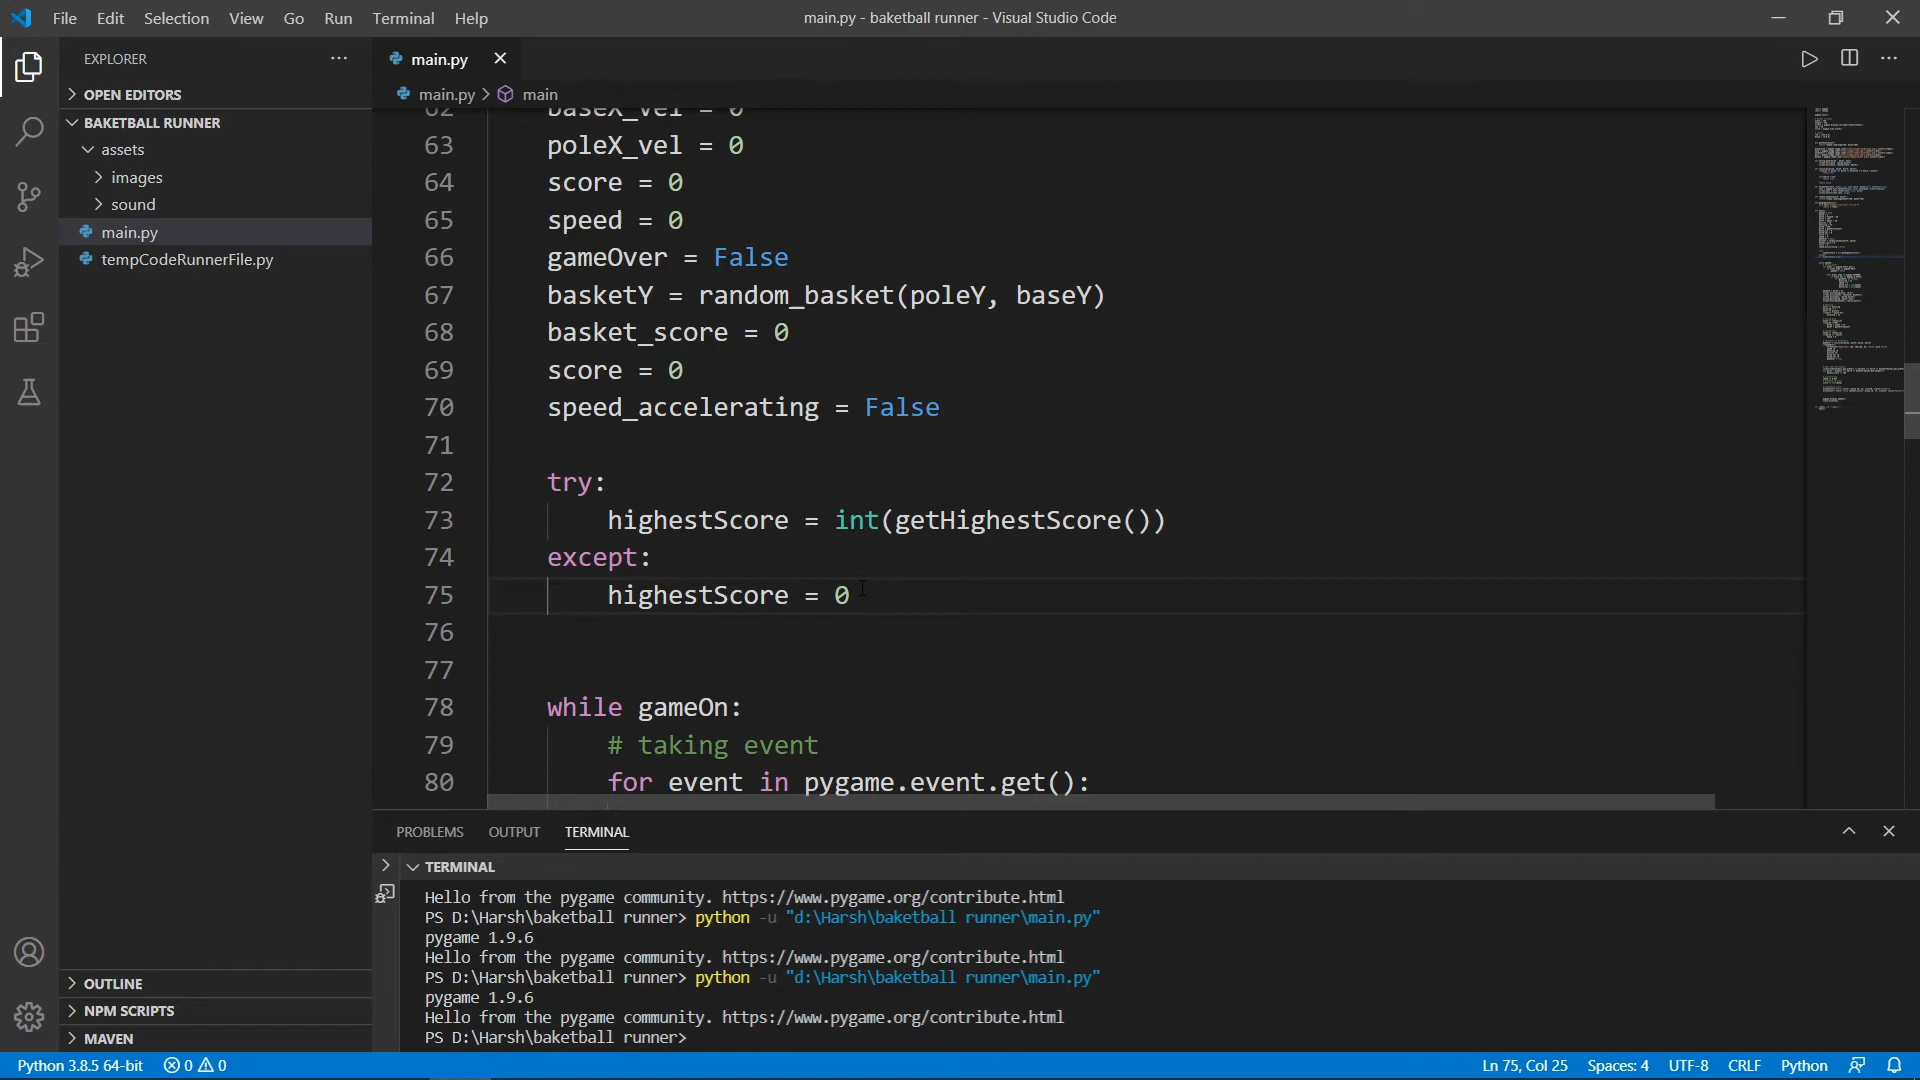 File Edit Selection View Go Run Terminal Help
main.py - baketball runner - Visual Studio Code
EXPLORER
OPEN EDITORS
BAKETBALL RUNNER
assets
images
sound
main.py
tempCodeRunnerFile.py
OUTLINE
NPM SCRIPTS
MAVEN
main.py
main.py > main
62 baseX_vel = 0
63 poleX_vel = 0
64 score = 0
65 speed = 0
66 gameOver = False
67 basketY = random_basket(poleY, baseY)
68 basket_score = 0
69 score = 0
70 speed_accelerating = False
71
72 try:
73 highestScore = int(getHighestScore())
74 except:
75 highestScore = 0
76
77
78 while gameOn:
79 # taking event
80 for event in pygame.event.get():
PROBLEMS OUTPUT TERMINAL
TERMINAL
Hello from the pygame community. https://www.pygame.org/contribute.html
PS D:\Harsh\baketball runner> python -u "d:\Harsh\baketball runner\main.py"
pygame 1.9.6
Hello from the pygame community. https://www.pygame.org/contribute.html
PS D:\Harsh\baketball runner> python -u "d:\Harsh\baketball runner\main.py"
pygame 1.9.6
Hello from the pygame community. https://www.pygame.org/contribute.html
PS D:\Harsh\baketball runner>
Python 3.8.5 64-bit 0 0 Ln 75, Col 25 Spaces: 4 UTF-8 CRLF Python